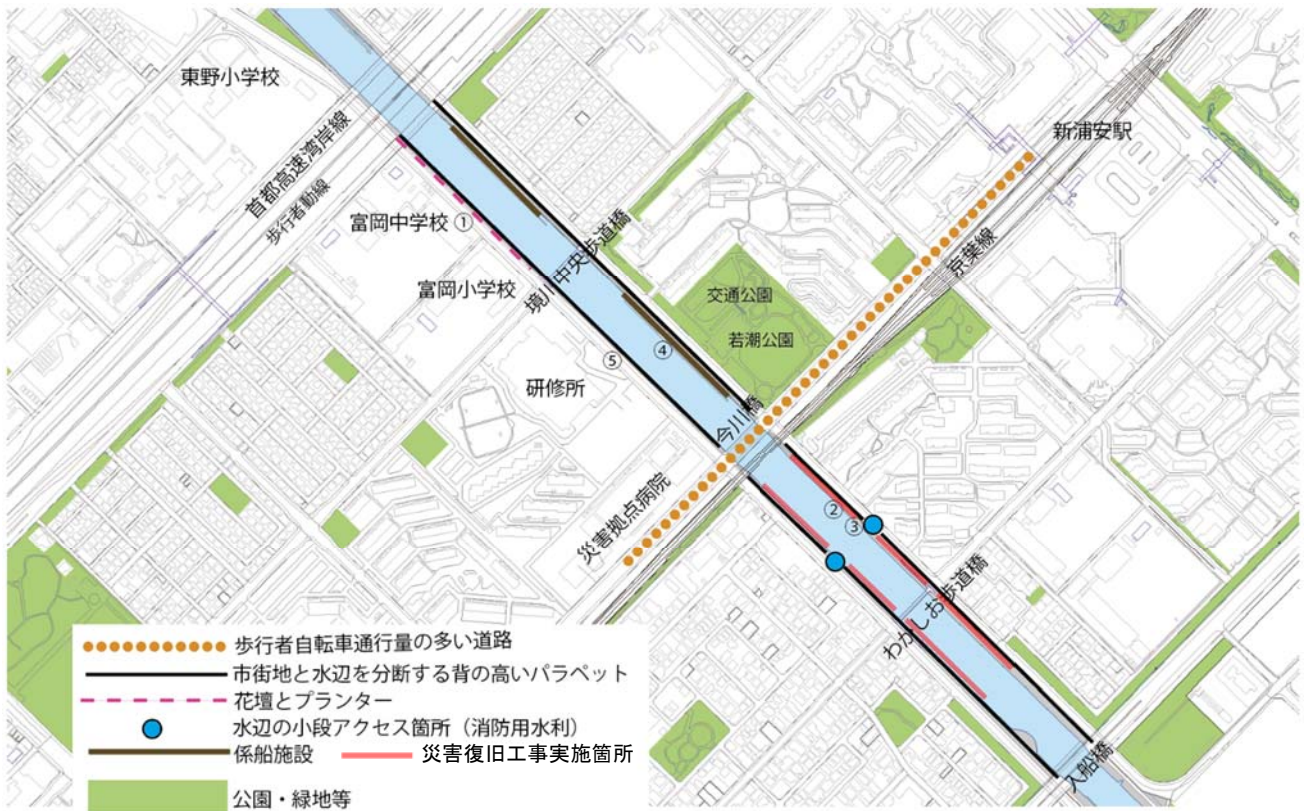 東野小学校
首都高速湾岸線
歩行者動線
富岡中学校 ①
富岡小学校
境川中央歩道橋
新浦安駅
京葉線
交通公園
若潮公園
④
⑤
研修所
今川橋
災害拠点病院
②
③
わかしお歩道橋
入船橋
歩行者自転車通行量の多い道路
市街地と水辺を分断する背の高いパラペット
花壇とプランター
水辺の小段アクセス箇所（消防用水利）
係船施設
災害復旧工事実施箇所
公園・緑地等